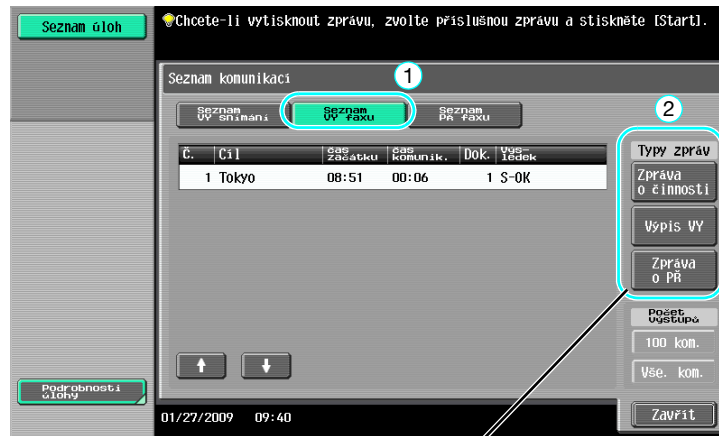 Seznam úloh
Chcete-li vytisknout zprávu, zvolte příslušnou zprávu a stiskněte [Start].
Seznam komunikací
1
Seznam
VY snímání
Seznam
VY faxu
Seznam
PŘ faxu
2
Č. Cíl čas začátku čas komunik. Dok. Výs-ledek
1 Tokyo 08:51 00:06 1 S-OK
Typy zpráv
Zpráva
o činnosti
Výpis VY
Zpráva
o PŘ
Počet
výstupů
100 kom.
Vše. kom.
Podrobnosti
úlohy
01/27/2009 09:40
Zavřít